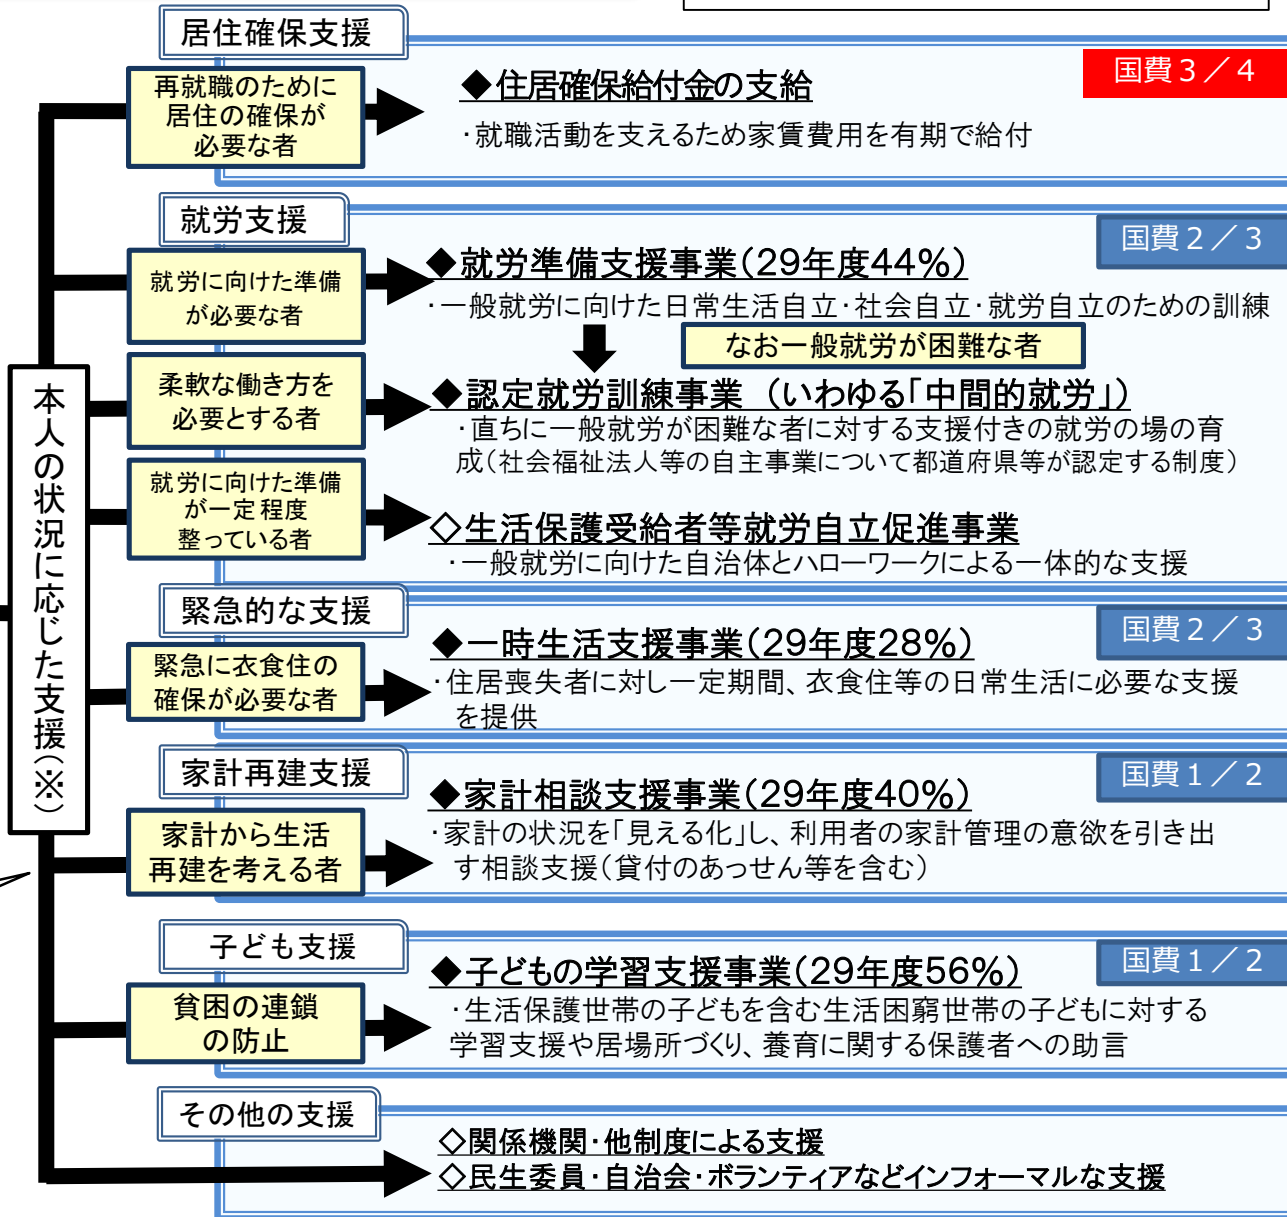 本人の状況に応じた支援(※)
居住確保支援
国費3/4
再就職のために
居住の確保が
必要な者
◆住居確保給付金の支給
・就職活動を支えるため家賃費用を有期で給付
就労支援
国費2/3
就労に向けた準備
が必要な者
◆就労準備支援事業(29年度44%)
・一般就労に向けた日常生活自立・社会自立・就労自立のための訓練
なお一般就労が困難な者
柔軟な働き方を
必要とする者
◆認定就労訓練事業 (いわゆる「中間的就労」)
・直ちに一般就労が困難な者に対する支援付きの就労の場の育
成(社会福祉法人等の自主事業について都道府県等が認定する制度)
就労に向けた準備
が一定程度
整っている者
◇生活保護受給者等就労自立促進事業
・一般就労に向けた自治体とハローワークによる一体的な支援
緊急的な支援
国費2/3
緊急に衣食住の
確保が必要な者
◆一時生活支援事業(29年度28%)
・住居喪失者に対し一定期間、衣食住等の日常生活に必要な支援
を提供
家計再建支援
国費1/2
家計から生活
再建を考える者
◆家計相談支援事業(29年度40%)
・家計の状況を「見える化」し、利用者の家計管理の意欲を引き出
す相談支援(貸付のあっせん等を含む)
子ども支援
国費1/2
貧困の連鎖
の防止
◆子どもの学習支援事業(29年度56%)
・生活保護世帯の子どもを含む生活困窮世帯の子どもに対する
学習支援や居場所づくり、養育に関する保護者への助言
その他の支援
◇関係機関・他制度による支援
◇民生委員・自治会・ボランティアなどインフォーマルな支援